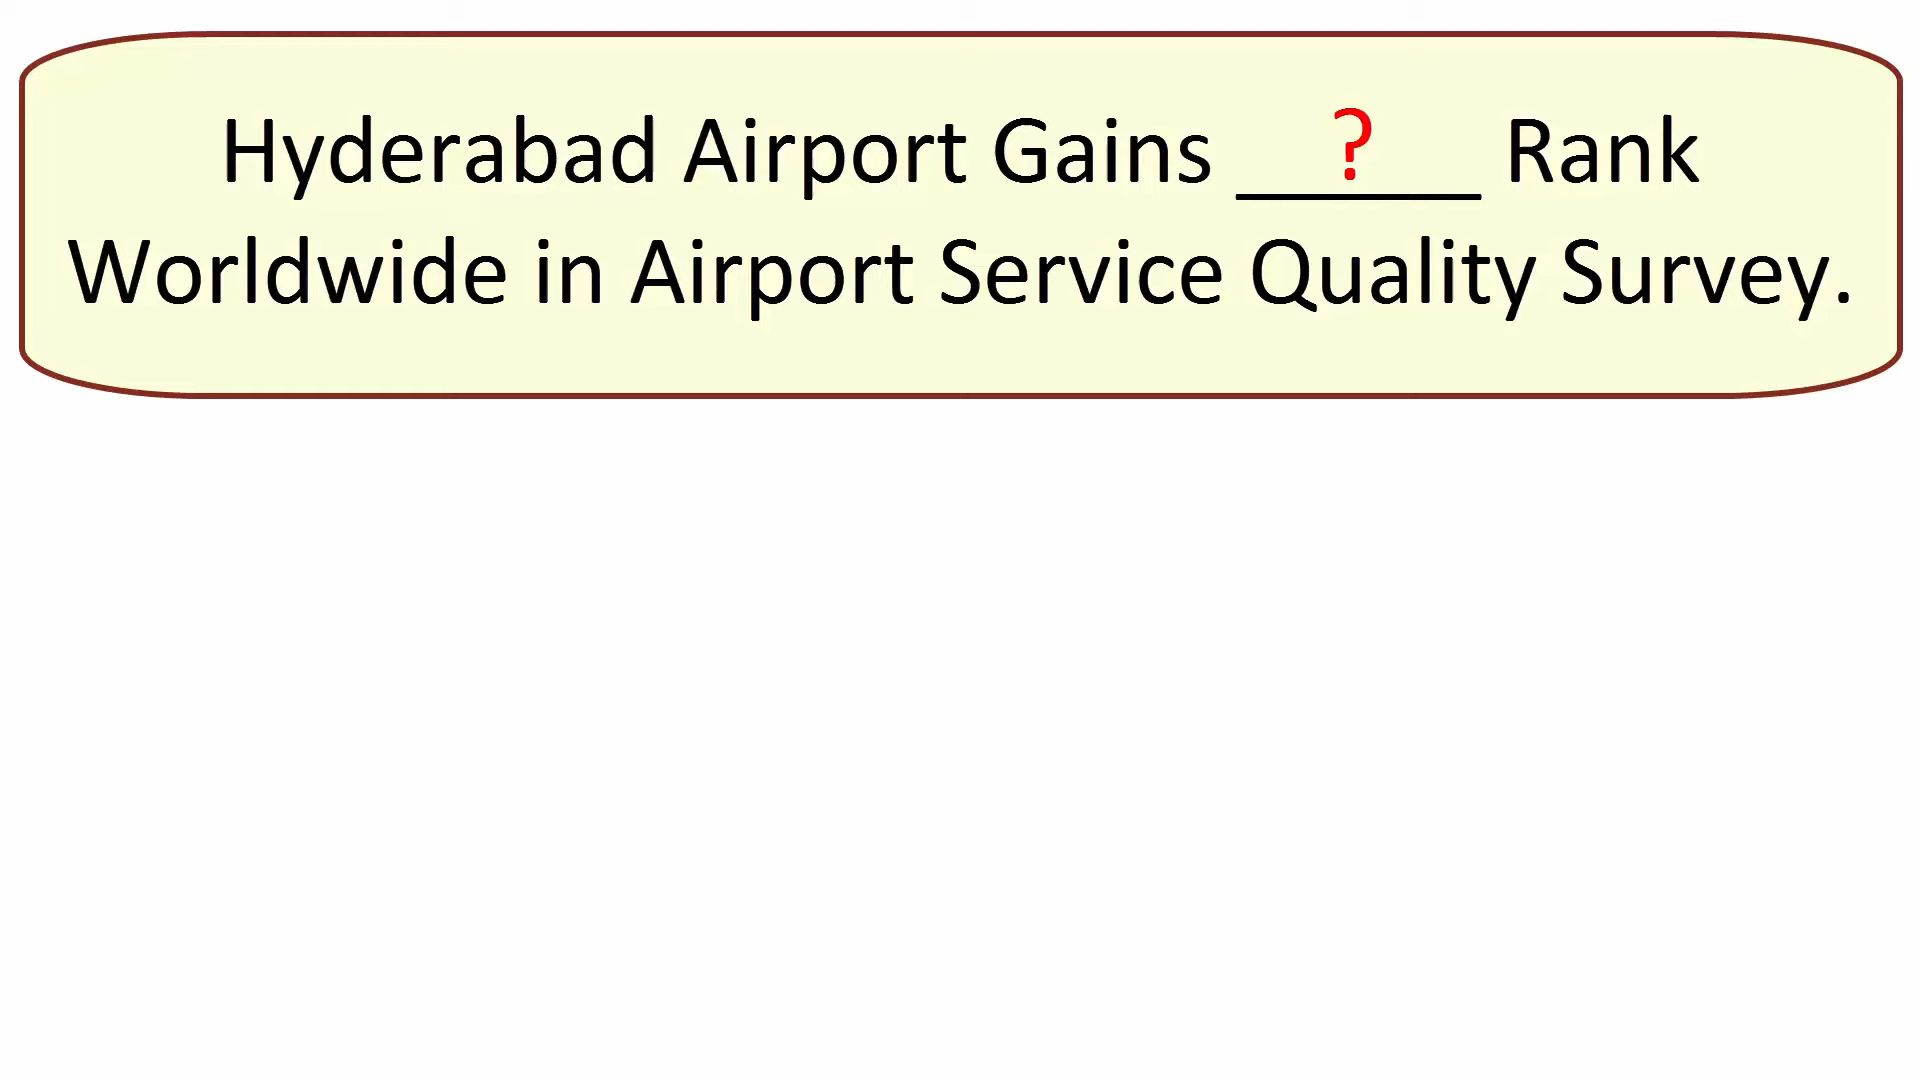 Hyderabad Airport Gains ___?___ Rank
Worldwide in Airport Service Quality Survey.